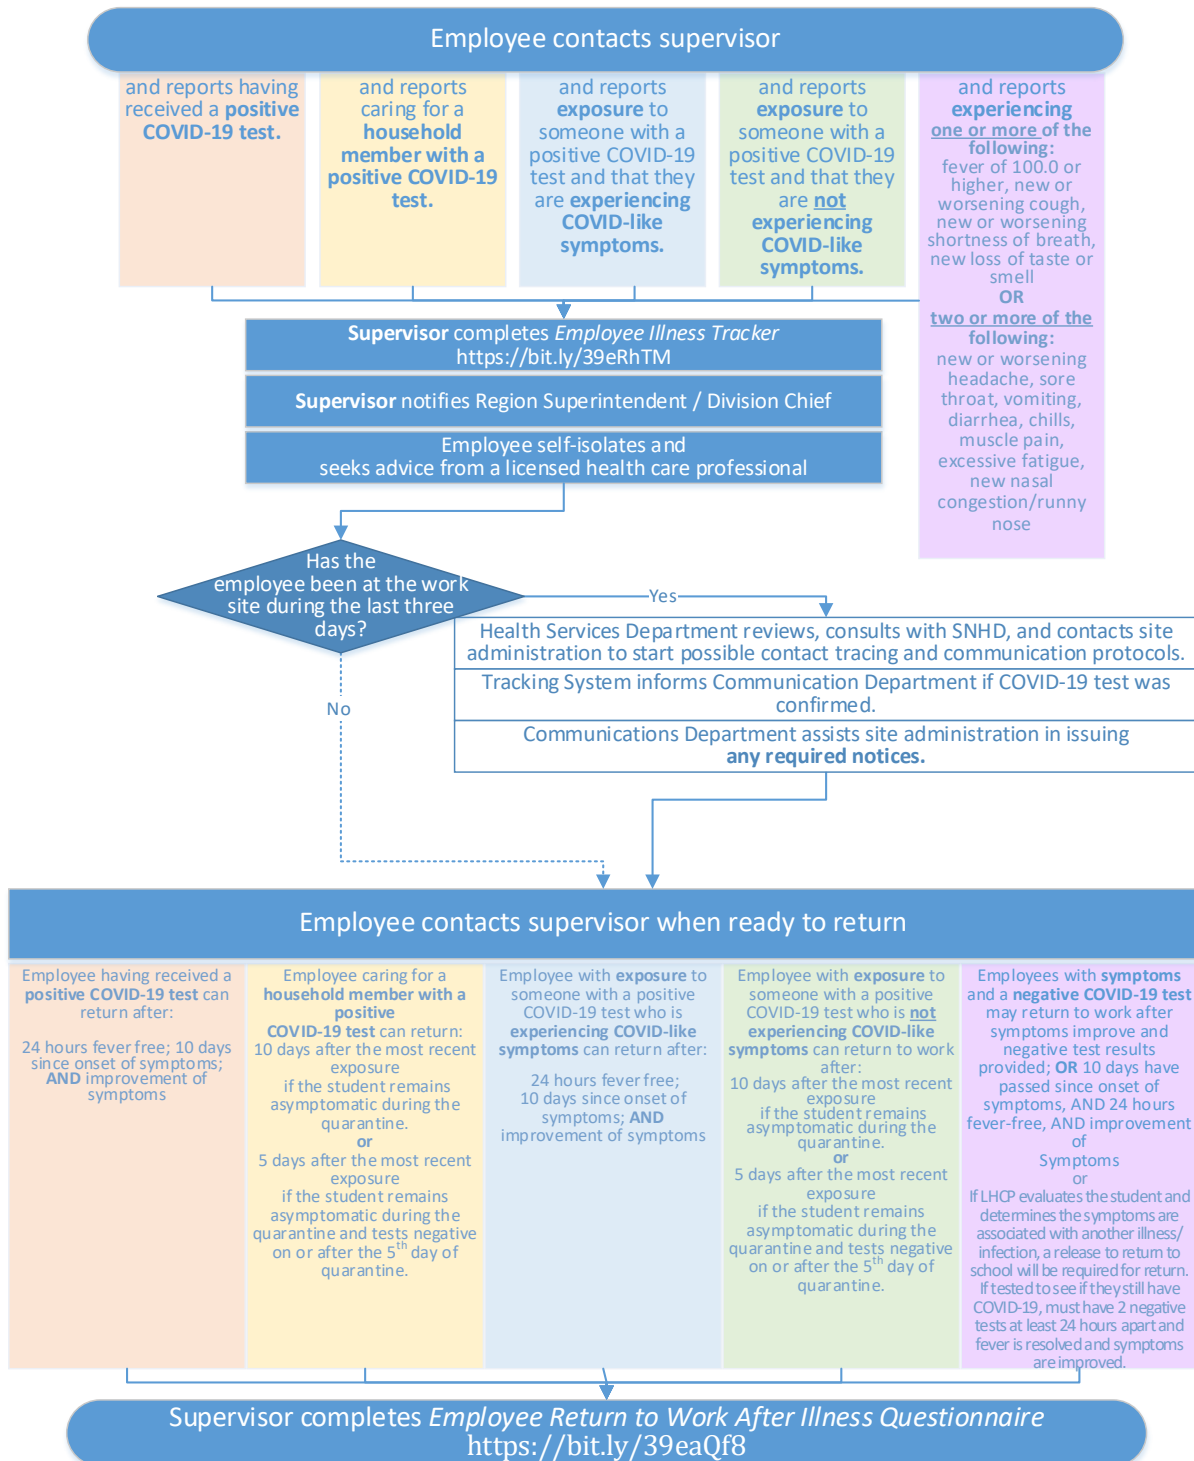 Employee contacts supervisor
and reports having
received a positive
COVID-19 test.
and reports
caring for a
household
member with a
positive COVID-19
test.
and reports
exposure to
someone with a
positive COVID-19
test and that they
are experiencing
COVID-like
symptoms.
and reports
exposure to
someone with a
positive COVID-19
test and that they
are not
experiencing
COVID-like
symptoms.
and reports
experiencing
one or more of the
following:
fever of 100.0 or
higher, new or
worsening cough,
new or worsening
shortness of breath,
new loss of taste or
smell
OR
two or more of the
following:
new or worsening
headache, sore
throat, vomiting,
diarrhea, chills,
muscle pain,
excessive fatigue,
new nasal
congestion/runny
nose
Supervisor completes Employee Illness Tracker
https://bit.ly/39eRhTM
Supervisor notifies Region Superintendent / Division Chief
Employee self-isolates and
seeks advice from a licensed health care professional
Has the
employee been at the work
site during the last three
days?
Yes
No
Health Services Department reviews, consults with SNHD, and contacts site
administration to start possible contact tracing and communication protocols.
Tracking System informs Communication Department if COVID-19 test was
confirmed.
Communications Department assists site administration in issuing
any required notices.
Employee contacts supervisor when ready to return
Employee having received a
positive COVID-19 test can
return after:
24 hours fever free; 10 days
since onset of symptoms;
AND improvement of
symptoms
Employee caring for a
household member with a
positive
COVID-19 test can return:
10 days after the most recent
exposure
if the student remains
asymptomatic during the
quarantine.
or
5 days after the most recent
exposure
if the student remains
asymptomatic during the
quarantine and tests negative
on or after the 5th day of
quarantine.
Employee with exposure to
someone with a positive
COVID-19 test who is
experiencing COVID-like
symptoms can return after:
24 hours fever free;
10 days since onset of
symptoms; AND
improvement of symptoms
Employee with exposure to
someone with a positive
COVID-19 test who is not
experiencing COVID-like
symptoms can return to work
after:
10 days after the most recent
exposure
if the student remains
asymptomatic during the
quarantine.
or
5 days after the most recent
exposure
if the student remains
asymptomatic during the
quarantine and tests negative
on or after the 5th day of
quarantine.
Employees with symptoms
and a negative COVID-19 test
may return to work after
symptoms improve and
negative test results
provided; OR 10 days have
passed since onset of
symptoms, AND 24 hours
fever-free, AND improvement
of
Symptoms
or
If LHCP evaluates the student and
determines the symptoms are
associated with another illness/
infection, a release to return to
school will be required for return.
If tested to see if they still have
COVID-19, must have 2 negative
tests at least 24 hours apart and
fever is resolved and symptoms
are improved.
Supervisor completes Employee Return to Work After Illness Questionnaire
https://bit.ly/39eaQf8